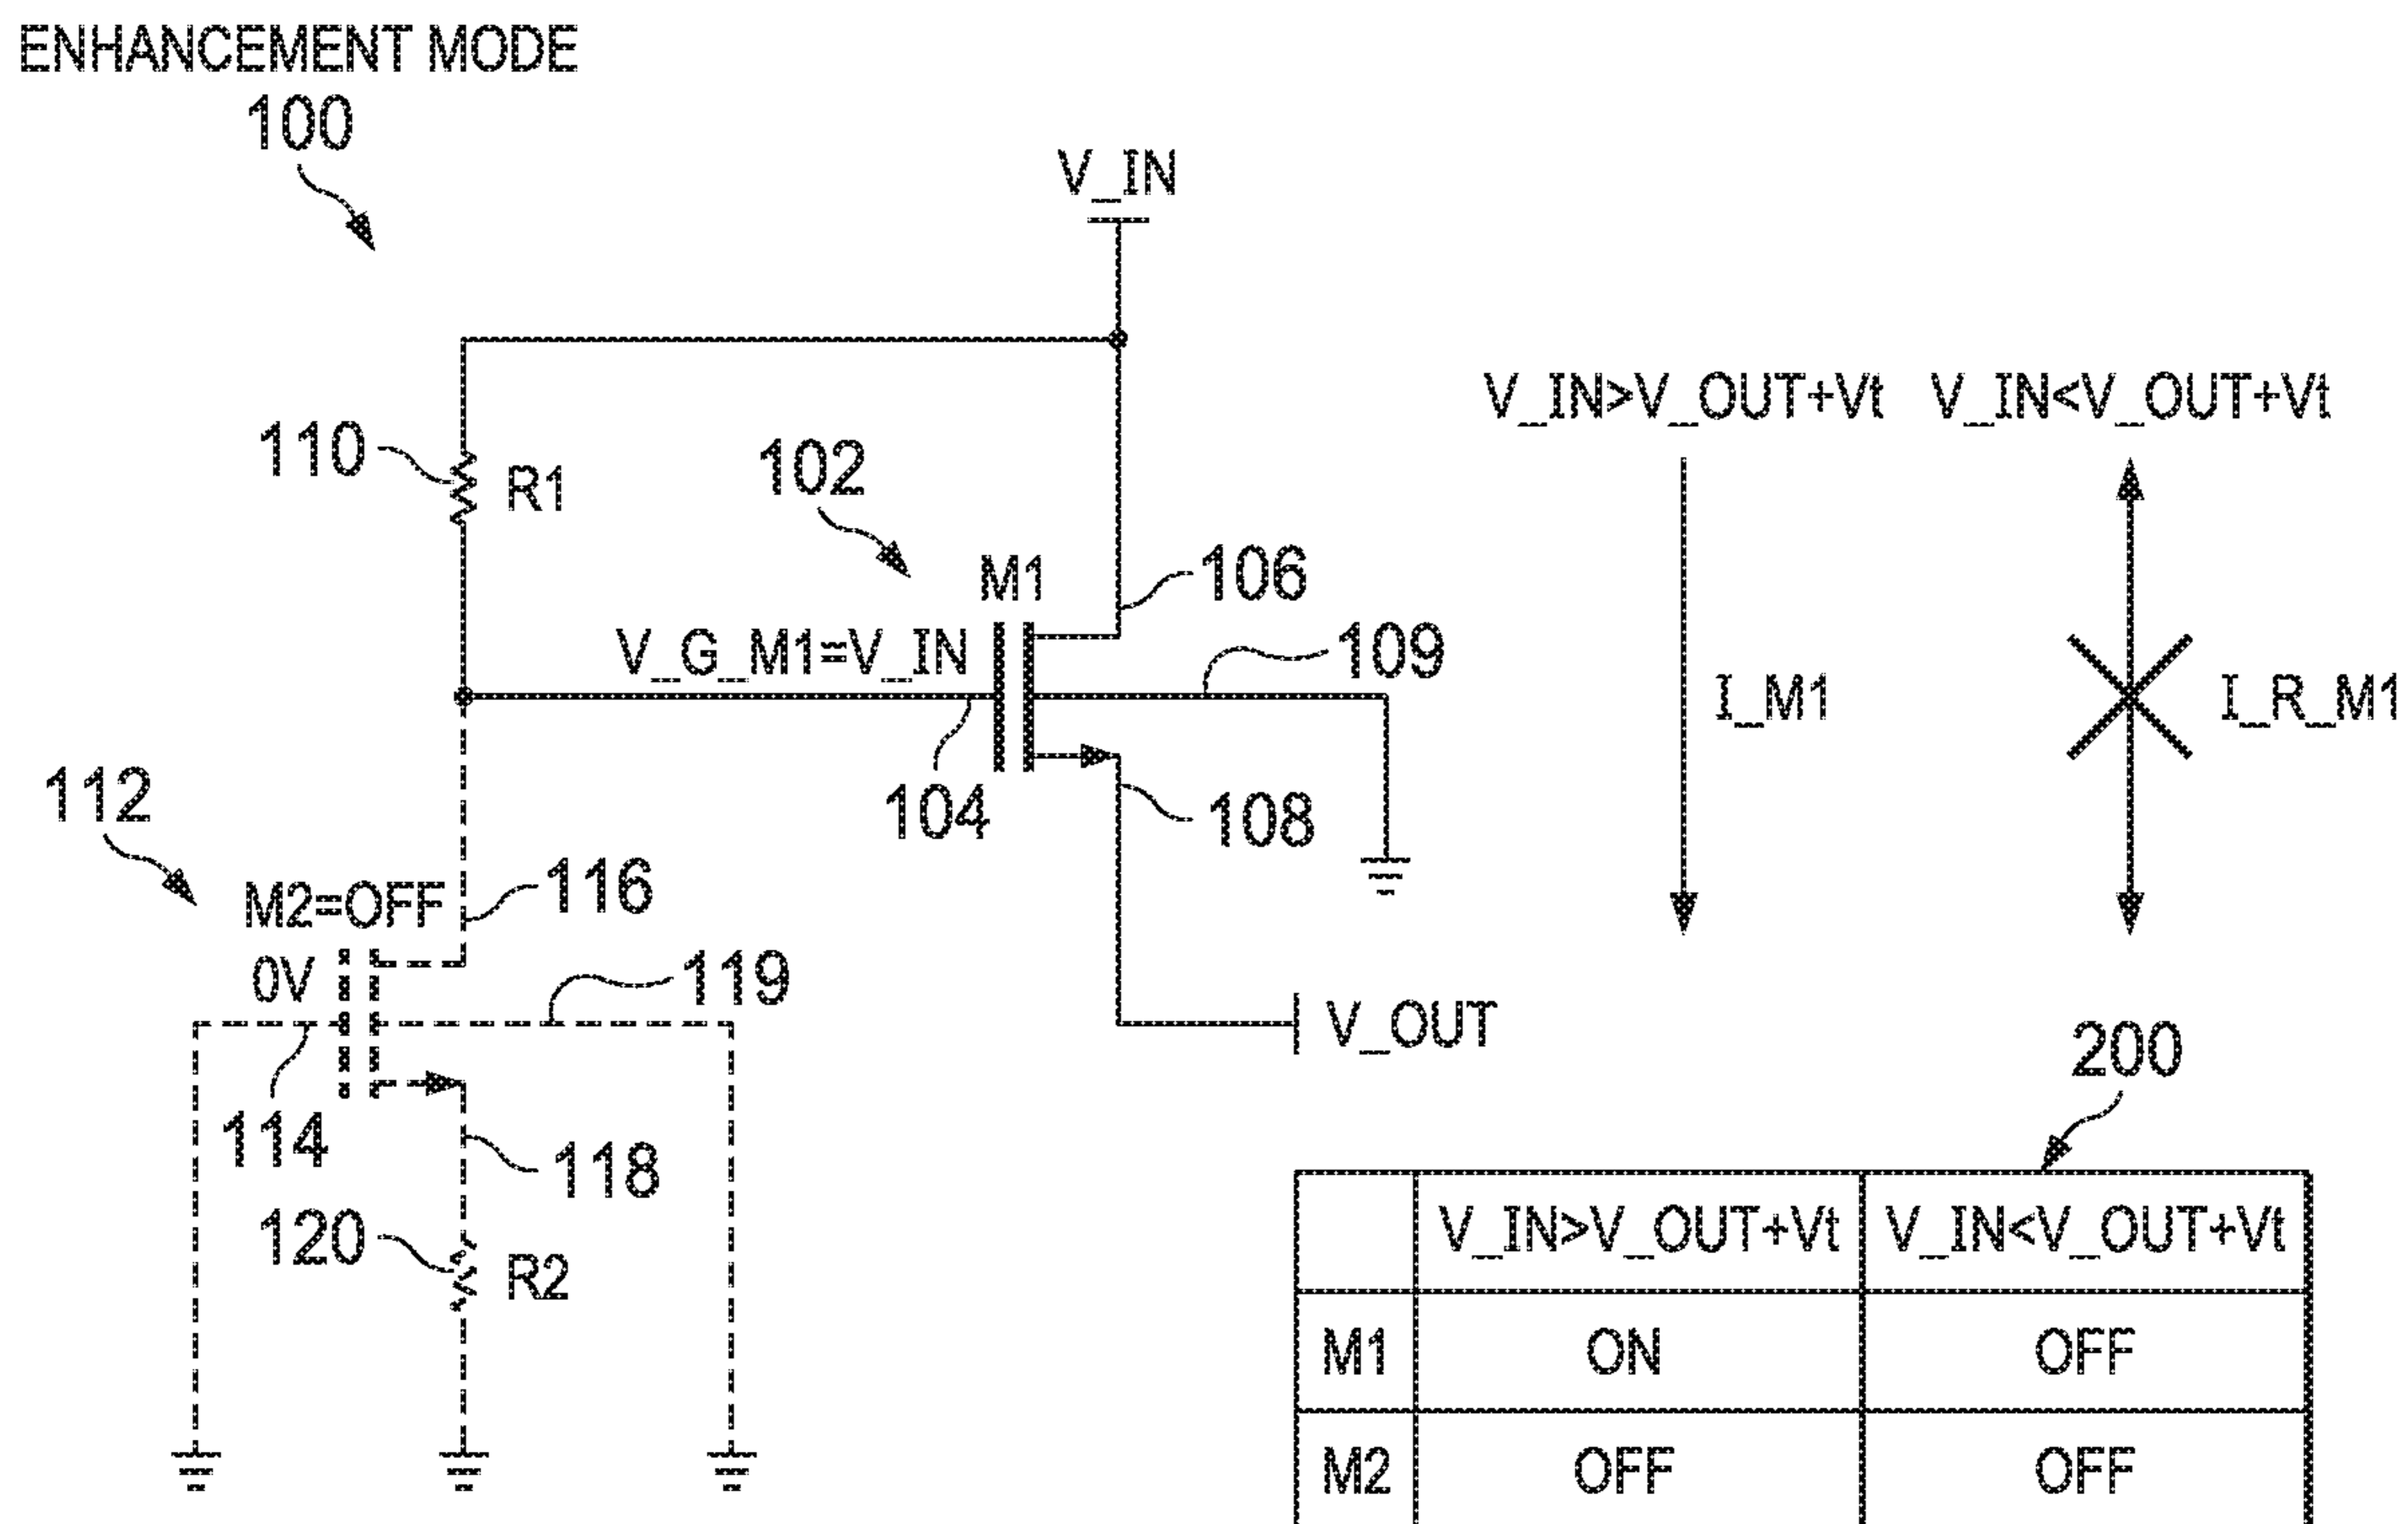 ENHANCEMENT MODE
100
V_IN
V_IN>V_OUT+Vt V_IN<V_OUT+Vt
110
R1
102
M1
106
V_G_M1=V_IN
109
I_M1
I_R_M1
104
108
112
M2=OFF
116
0V
119
V_OUT
200
114
118
120
R2
V_IN>V_OUT+Vt V_IN<V_OUT+Vt
M1 ON OFF
M2 OFF OFF